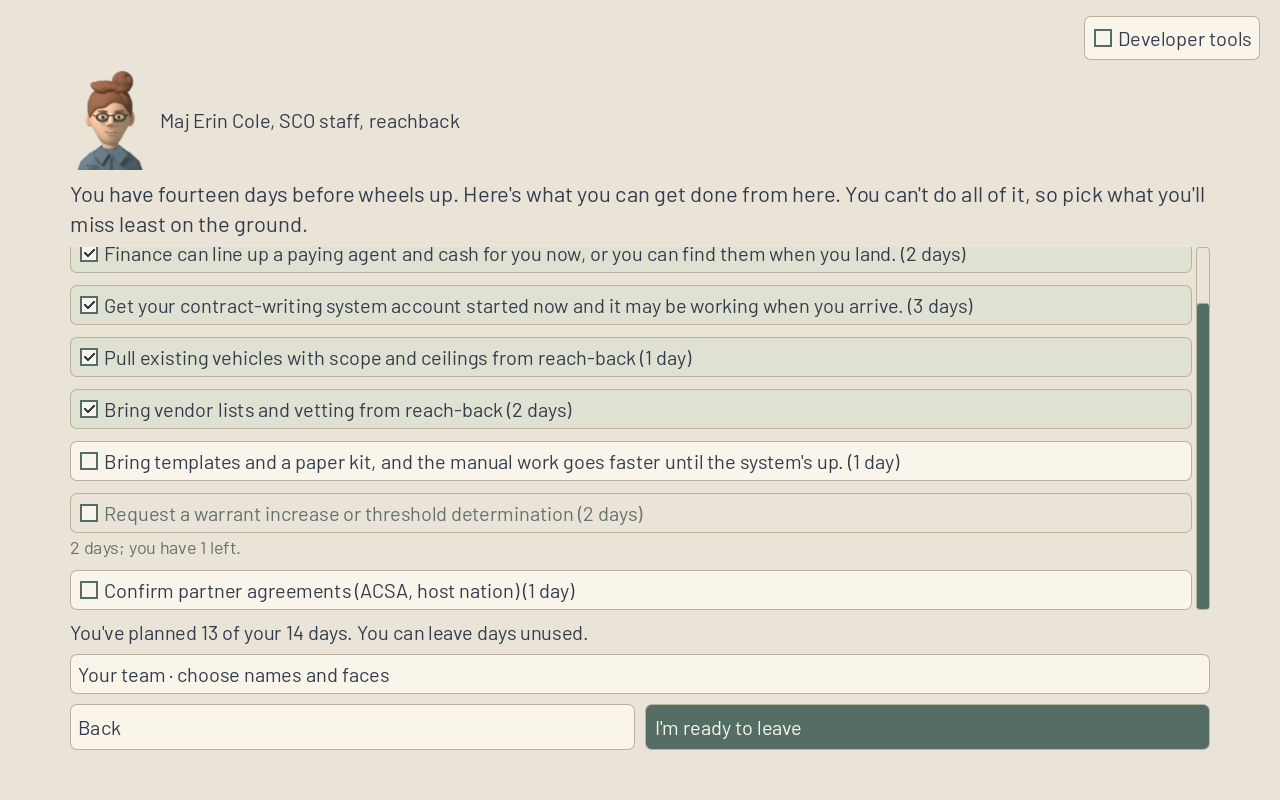 Developer tools
Maj Erin Cole, SCO staff, reachback
You have fourteen days before wheels up. Here's what you can get done from here. You can't do all of it, so pick what you'll
miss least on the ground.
Finance can line up a paying agent and cash for you now, or you can find them when you land. (2 days)
Get your contract-writing system account started now and it may be working when you arrive. (3 days)
Pull existing vehicles with scope and ceilings from reach-back (1 day)
Bring vendor lists and vetting from reach-back (2 days)
Bring templates and a paper kit, and the manual work goes faster until the system's up. (1 day)
Request a warrant increase or threshold determination (2 days)
2 days; you have 1 left.
Confirm partner agreements (ACSA, host nation) (1 day)
You've planned 13 of your 14 days. You can leave days unused.
Your team · choose names and faces
Back
I'm ready to leave